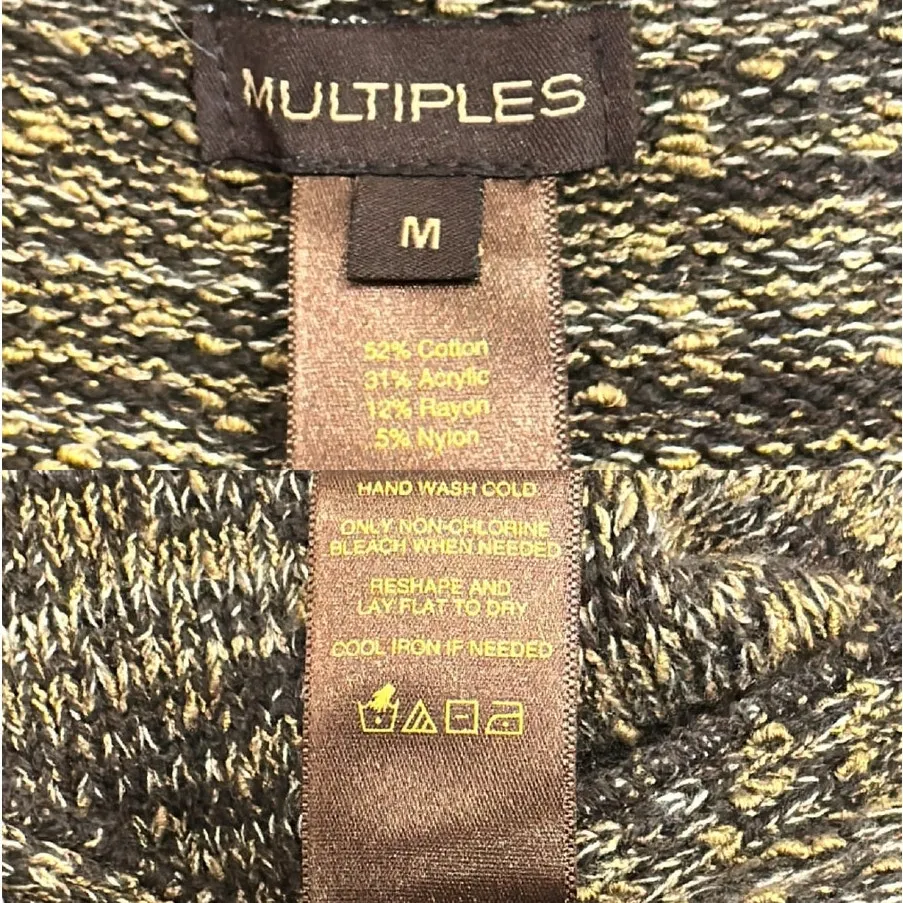 MULTIPLES
M
52% Cotton
31% Acrylic
12% Rayon
5% Nylon
HAND WASH COLD
ONLY NON-CHLORINE
BLEACH WHEN NEEDED
RESHAPE AND
LAY FLAT TO DRY
COOL IRON IF NEEDED